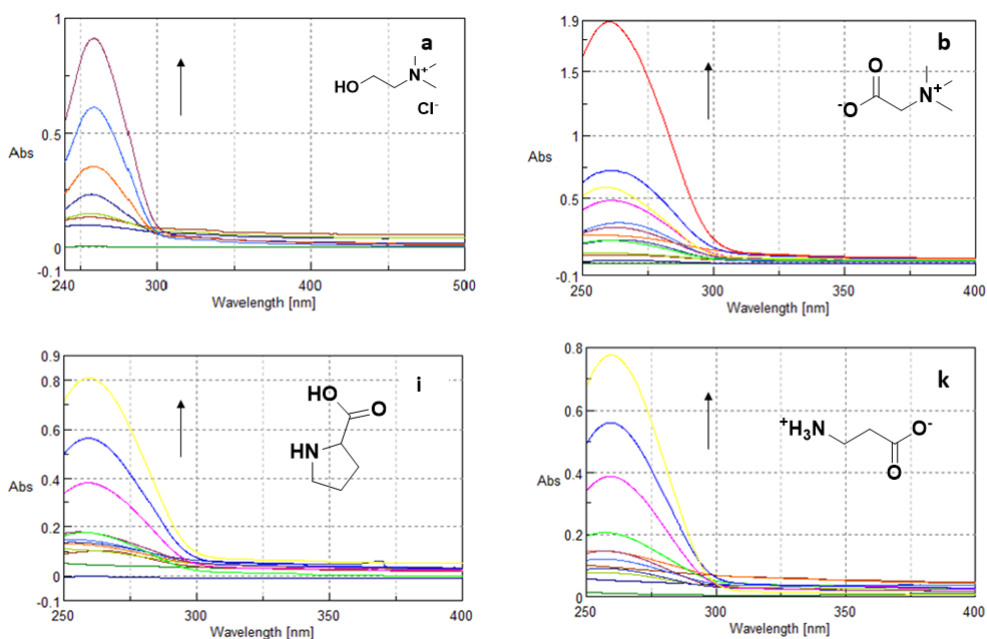 a
1
0.5
0
-0.1
Abs
240
300
400
500
Wavelength [nm]
HO
N+
Cl-
b
1.9
1.5
1
0.5
-0.1
Abs
250
300
350
400
Wavelength [nm]
O
-O
N+
i
0.9
0.8
0.6
0.4
0.2
0
-0.1
Abs
250
300
350
400
Wavelength [nm]
HO
O
HN
k
0.8
0.6
0.4
0.2
0
Abs
250
300
350
400
Wavelength [nm]
+H3N
O-
O